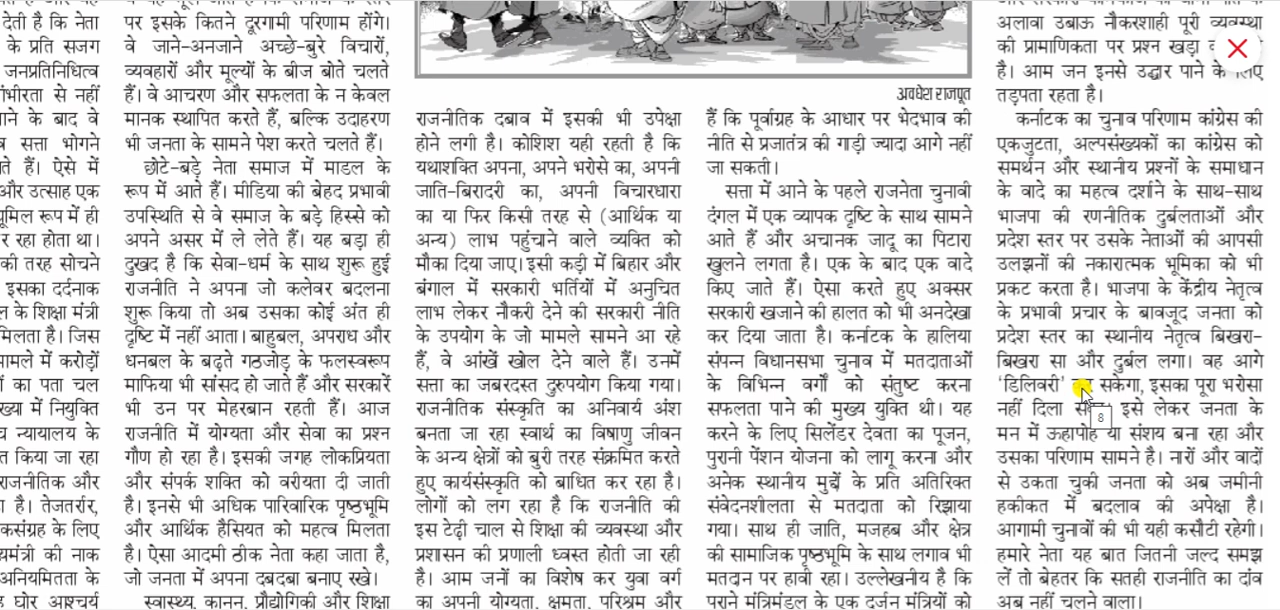 देती है कि नेता
के प्रति सजग
जनप्रतिनिधित्व
गंभीरता से नहीं
के बाद वे
सत्ता भोगने
हैं। ऐसे में
और उत्साह एक
रूप में ही
रहा होता था।
की तरह सोचने
इसका दर्दनाक
के शिक्षा मंत्री
मिलता है। जिस
मामले में करोड़ों
का पता चल
में नियुक्ति
न्यायालय के
किया जा रहा
राजनीतिक और
है। तेजतर्रार,
के लिए
की नाक
अनियमितता के
घोर आश्चर्य
पर इसके कितने दूरगामी परिणाम होंगे।
वे जाने-अनजाने अच्छे-बुरे विचारों,
व्यवहारों और मूल्यों के बीज बोते चलते
हैं। वे आचरण और सफलता के न केवल
मानक स्थापित करते हैं, बल्कि उदाहरण
भी जनता के सामने पेश करते चलते हैं।
छोटे-बड़े नेता समाज में माडल के
रूप में आते हैं। मीडिया की बेहद प्रभावी
उपस्थिति से वे समाज के बड़े हिस्से को
अपने असर में ले लेते हैं। यह बड़ा ही
दुखद है कि सेवा-धर्म के साथ शुरू हुई
राजनीति ने अपना जो कलेवर बदलना
शुरू किया तो अब उसका कोई अंत ही
दृष्टि में नहीं आता। बाहुबल, अपराध और
धनबल के बढ़ते गठजोड़ के फलस्वरूप
माफिया भी सांसद हो जाते हैं और सरकारें
भी उन पर मेहरबान रहती हैं। आज
राजनीति में योग्यता और सेवा का प्रश्न
गौण हो रहा है। इसकी जगह लोकप्रियता
और संपर्क शक्ति को वरीयता दी जाती
है। इनसे भी अधिक पारिवारिक पृष्ठभूमि
और आर्थिक हैसियत को महत्व मिलता
है। ऐसा आदमी ठीक नेता कहा जाता है,
जो जनता में अपना दबदबा बनाए रखे।
स्वास्थ्य, कानून, प्रौद्योगिकी और शिक्षा
अवधेश राजपूत
राजनीतिक दबाव में इसकी भी उपेक्षा
होने लगी है। कोशिश यही रहती है कि
यथाशक्ति अपना, अपने भरोसे का, अपनी
जाति-बिरादरी का, अपनी विचारधारा
का या फिर किसी तरह से (आर्थिक या
अन्य) लाभ पहुंचाने वाले व्यक्ति को
मौका दिया जाए। इसी कड़ी में बिहार और
बंगाल में सरकारी भर्तियों में अनुचित
लाभ लेकर नौकरी देने की सरकारी नीति
के उपयोग के जो मामले सामने आ रहे
हैं, वे आंखें खोल देने वाले हैं। उनमें
सत्ता का जबरदस्त दुरुपयोग किया गया।
राजनीतिक संस्कृति का अनिवार्य अंश
बनता जा रहा स्वार्थ का विषाणु जीवन
के अन्य क्षेत्रों को बुरी तरह संक्रमित करते
हुए कार्यसंस्कृति को बाधित कर रहा है।
लोगों को लग रहा है कि राजनीति की
इस टेढ़ी चाल से शिक्षा की व्यवस्था और
प्रशासन की प्रणाली ध्वस्त होती जा रही
है। आम जनों का विशेष कर युवा वर्ग
का अपनी योग्यता, क्षमता, परिश्रम और
हैं कि पूर्वाग्रह के आधार पर भेदभाव की
नीति से प्रजातंत्र की गाड़ी ज्यादा आगे नहीं
जा सकती।
सत्ता में आने के पहले राजनेता चुनावी
दंगल में एक व्यापक दृष्टि के साथ सामने
आते हैं और अचानक जादू का पिटारा
खुलने लगता है। एक के बाद एक वादे
किए जाते हैं। ऐसा करते हुए अक्सर
सरकारी खजाने की हालत को भी अनदेखा
कर दिया जाता है। कर्नाटक के हालिया
संपन्न विधानसभा चुनाव में मतदाताओं
के विभिन्न वर्गों को संतुष्ट करना
सफलता पाने की मुख्य युक्ति थी। यह
करने के लिए सिलेंडर देवता का पूजन,
पुरानी पेंशन योजना को लागू करना और
अनेक स्थानीय मुद्दों के प्रति अतिरिक्त
संवेदनशीलता से मतदाता को रिझाया
गया। साथ ही जाति, मजहब और क्षेत्र
की सामाजिक पृष्ठभूमि के साथ लगाव भी
मतदान पर हावी रहा। उल्लेखनीय है कि
पुराने मंत्रिमंडल के एक दर्जन मंत्रियों को
अलावा उबाऊ नौकरशाही पूरी व्यवस्था
की प्रामाणिकता पर प्रश्न खड़ा
है। आम जन इनसे उद्धार पाने के लिए
तड़पता रहता है।
कर्नाटक का चुनाव परिणाम कांग्रेस की
एकजुटता, अल्पसंख्यकों का कांग्रेस को
समर्थन और स्थानीय प्रश्नों के समाधान
के वादे का महत्व दर्शाने के साथ-साथ
भाजपा की रणनीतिक दुर्बलताओं और
प्रदेश स्तर पर उसके नेताओं की आपसी
उलझनों की नकारात्मक भूमिका को भी
प्रकट करता है। भाजपा के केंद्रीय नेतृत्व
के प्रभावी प्रचार के बावजूद जनता को
प्रदेश स्तर का स्थानीय नेतृत्व बिखरा-
बिखरा सा और दुर्बल लगा। वह आगे
'डिलिवरी' सकेगा, इसका पूरा भरोसा
नहीं दिला इसे लेकर जनता के
मन में ऊहापोह या संशय बना रहा और
उसका परिणाम सामने है। नारों और वादों
से उकता चुकी जनता को अब जमीनी
हकीकत में बदलाव की अपेक्षा है।
आगामी चुनावों की भी यही कसौटी रहेगी।
हमारे नेता यह बात जितनी जल्द समझ
लें तो बेहतर कि सतही राजनीति का दांव
अब नहीं चलने वाला।
8